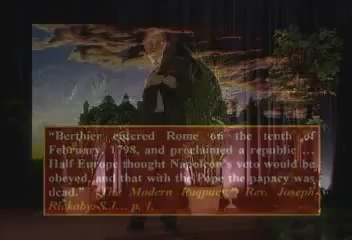 "Berthier entered Rome on the tenth of
February, 1798, and proclaimed a republic ...
Half Europe thought Napoleon's veto would be
obeyed, and that with the Pope the papacy was
dead." The Modern Papacy, Rev. Joseph
Rickaby, S.J... p. 1.